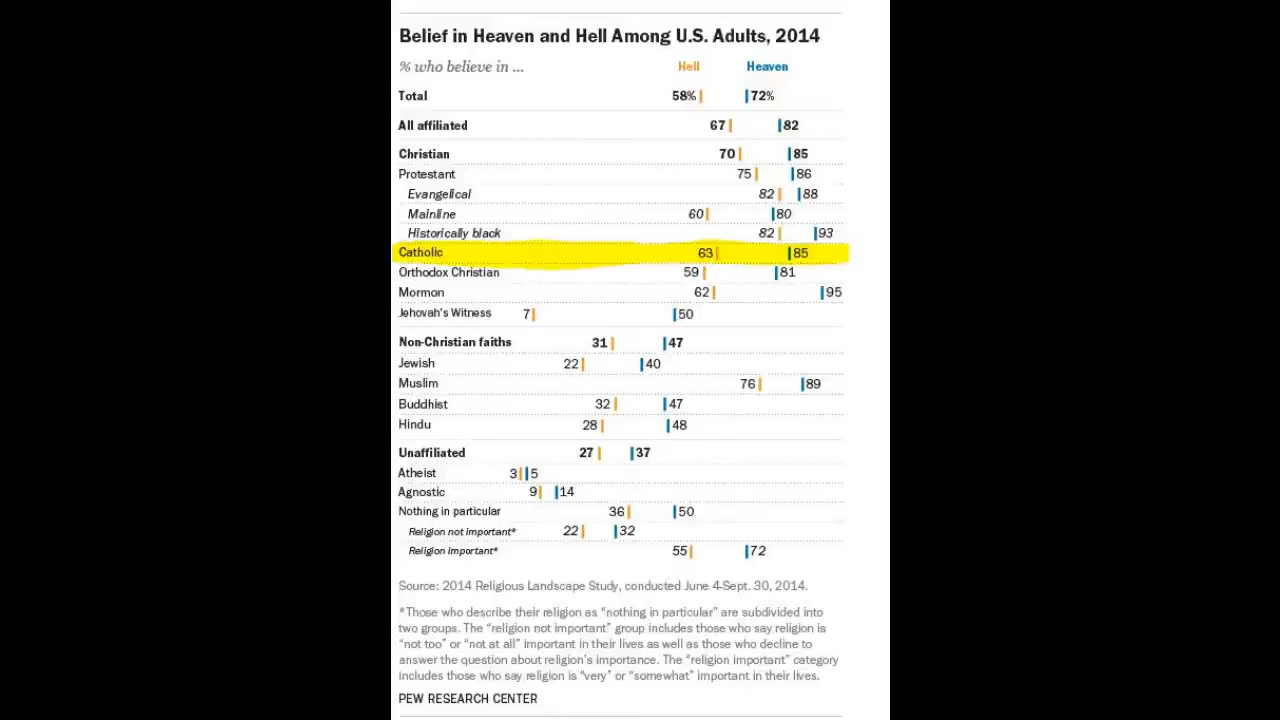 Belief in Heaven and Hell Among U.S. Adults, 2014
% who believe in ... Hell Heaven
Total 58% 72%
All affiliated 67 82
Christian 70 85
Protestant 75 86
Evangelical 82 88
Mainline 60 80
Historically black 82 93
Catholic 63 85
Orthodox Christian 59 81
Mormon 62 95
Jehovah's Witness 7 50
Non-Christian faiths 31 47
Jewish 22 40
Muslim 76 89
Buddhist 32 47
Hindu 28 48
Unaffiliated 27 37
Atheist 3 5
Agnostic 9 14
Nothing in particular 36 50
Religion not important* 22 32
Religion important* 55 72
Source: 2014 Religious Landscape Study, conducted June 4-Sept. 30, 2014.
*Those who describe their religion as "nothing in particular" are subdivided into
two groups. The "religion not important" group includes those who say religion is
"not too" or "not at all" important in their lives as well as those who decline to
answer the question about religion's importance. The "religion important" category
includes those who say religion is "very" or "somewhat" important in their lives.
PEW RESEARCH CENTER